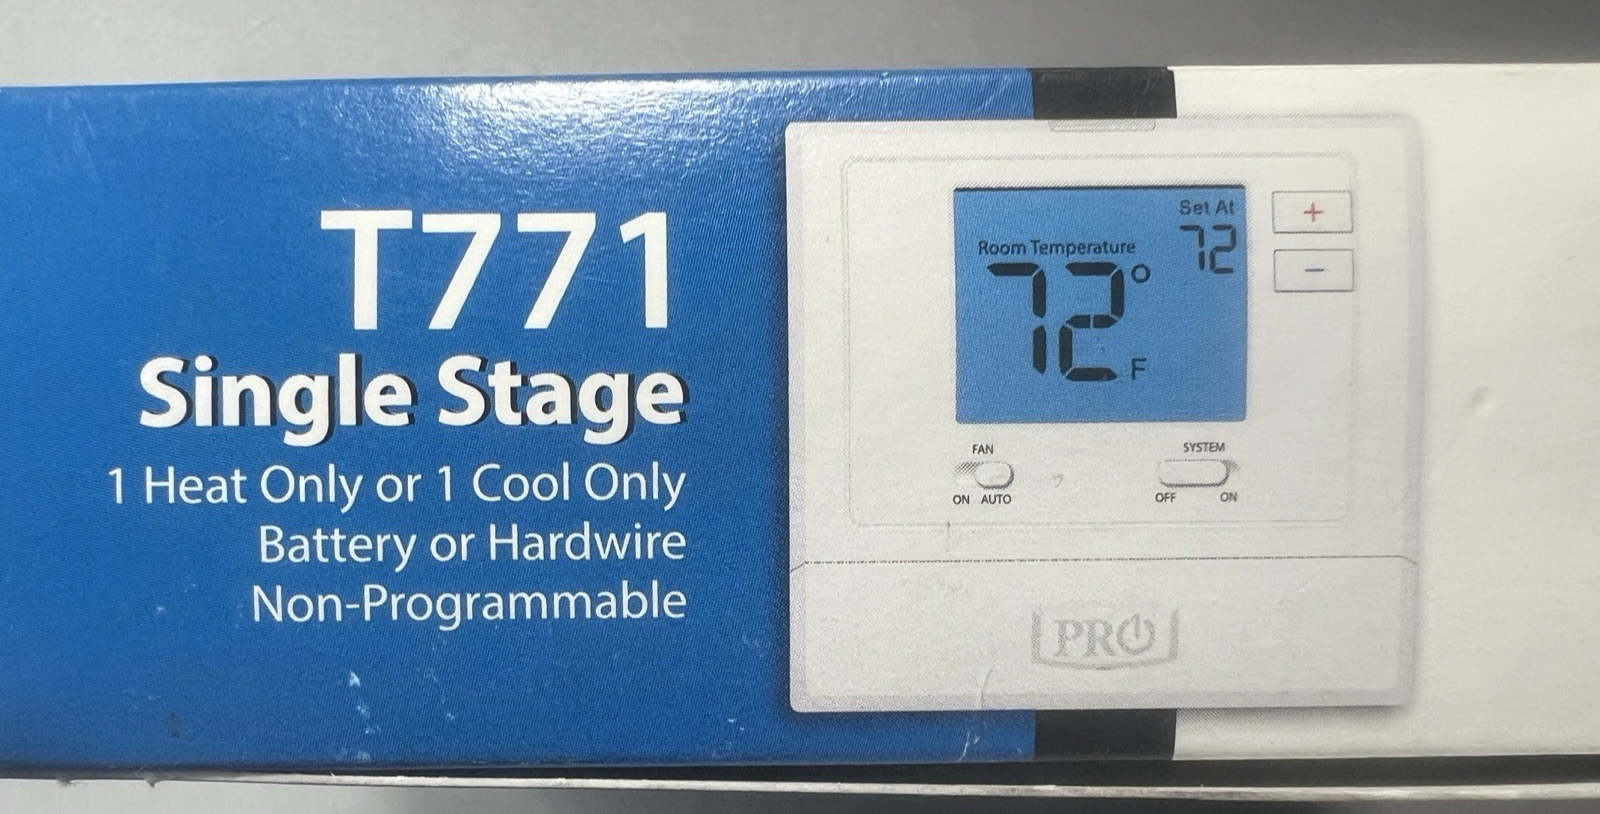 T771
Single Stage
1 Heat Only or 1 Cool Only
Battery or Hardwire
Non-Programmable
Set At
72
Room Temperature
72°
F
+
−
FAN
ON AUTO
SYSTEM
OFF ON
PRO